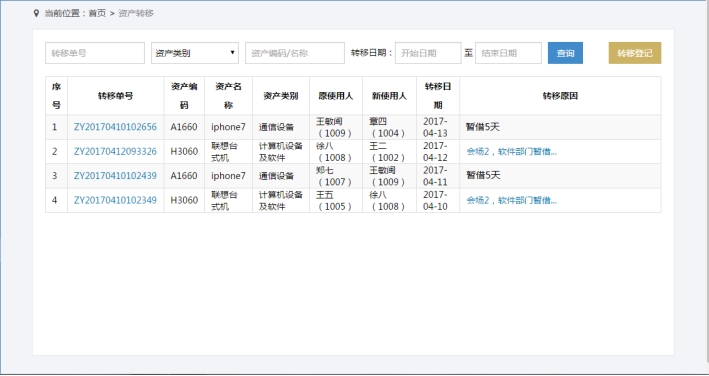 当前位置：首页 > 资产转移
转移单号 资产类别 资产编码/名称 转移日期： 开始日期 至 结束日期 查询 转移登记
序号 转移单号 资产编码 资产名称 资产类别 原使用人 新使用人 转移日期 转移原因
1 ZY20170410102656 A1660 iphone7 通信设备 王敏闻（1009） 章四（1004） 2017-04-13 暂借5天
2 ZY20170412093326 H3060 联想台式机 计算机设备及软件 徐八（1008） 王二（1002） 2017-04-12 会场2，软件部门暂借...
3 ZY20170410102439 A1660 iphone7 通信设备 郑七（1007） 王敏闻（1009） 2017-04-11 暂借5天
4 ZY20170410102349 H3060 联想台式机 计算机设备及软件 王五（1005） 徐八（1008） 2017-04-10 会场2，软件部门暂借...